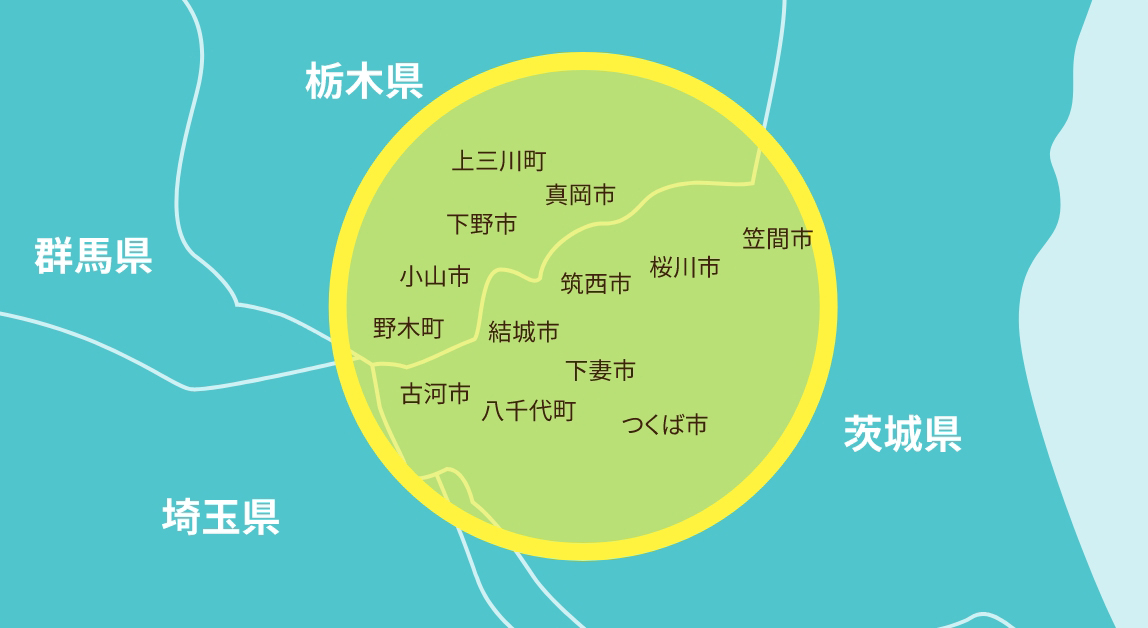 栃木県
上三川町
真岡市
下野市
笠間市
群馬県
桜川市
小山市
筑西市
野木町
結城市
下妻市
古河市
八千代町
つくば市
茨城県
埼玉県